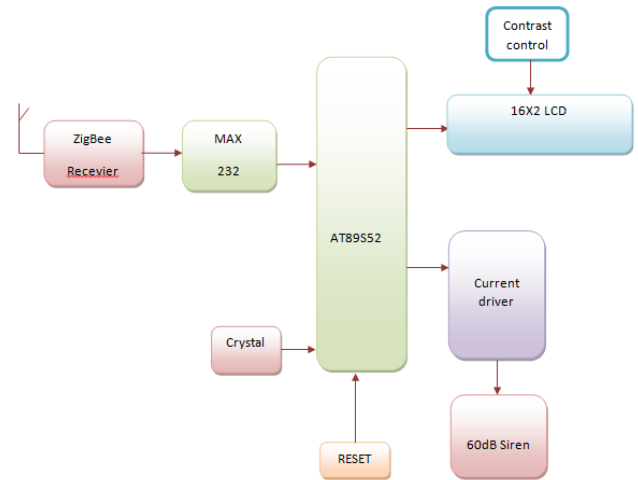 Contrast
control
16X2 LCD
ZigBee
Recevier
MAX
232
AT89S52
Current
driver
Crystal
60dB Siren
RESET